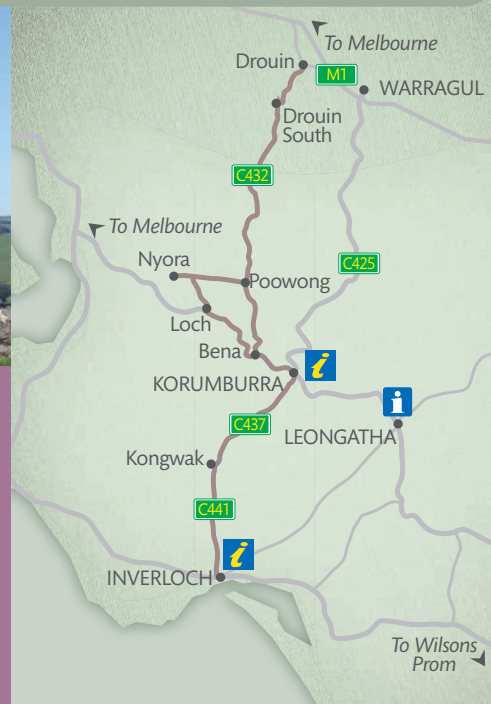 To Melbourne
Drouin
M1
WARRAGUL
Drouin
South
C432
To Melbourne
C425
Nyora
Poowong
Loch
Bena
i
KORUMBURRA
i
C437
LEONGATHA
Kongwak
C441
i
INVERLOCH
To Wilsons
Prom